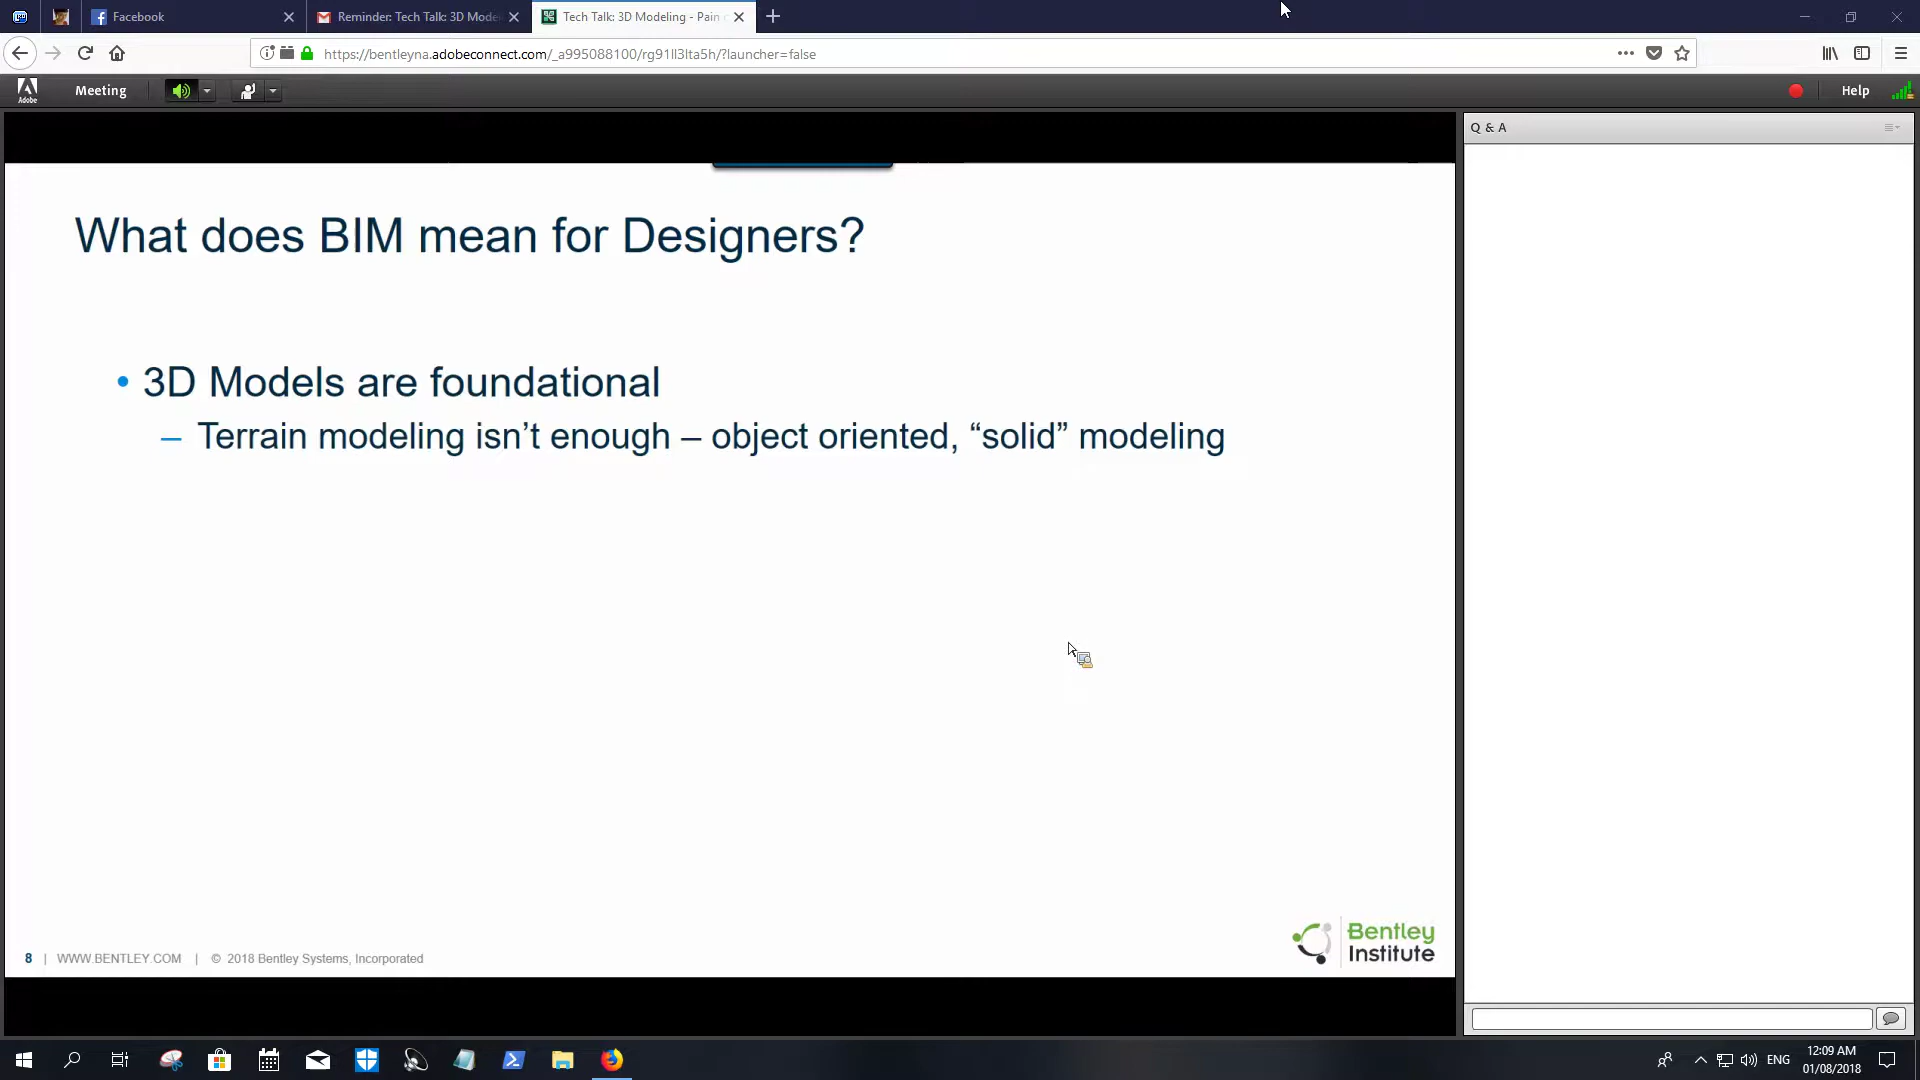 Facebook
Reminder: Tech Talk: 3D Mode
Tech Talk: 3D Modeling - Pain
https://bentleyna.adobeconnect.com/_a995088100/rg91ll3lta5h/?launcher=false
Adobe
Meeting
Help
Q & A
What does BIM mean for Designers?
• 3D Models are foundational
– Terrain modeling isn’t enough – object oriented, “solid” modeling
Bentley
Institute
8 | WWW.BENTLEY.COM | © 2018 Bentley Systems, Incorporated
ENG
12:09 AM
01/08/2018